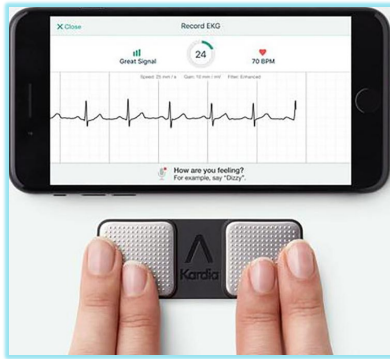 X Close
Record EKG
Great Signal
24
70 BPM
Speed: 25 mm / s Gain: 10 mm / mV Filter: Enhanced
How are you feeling?
For example, say "Dizzy".
Kardia